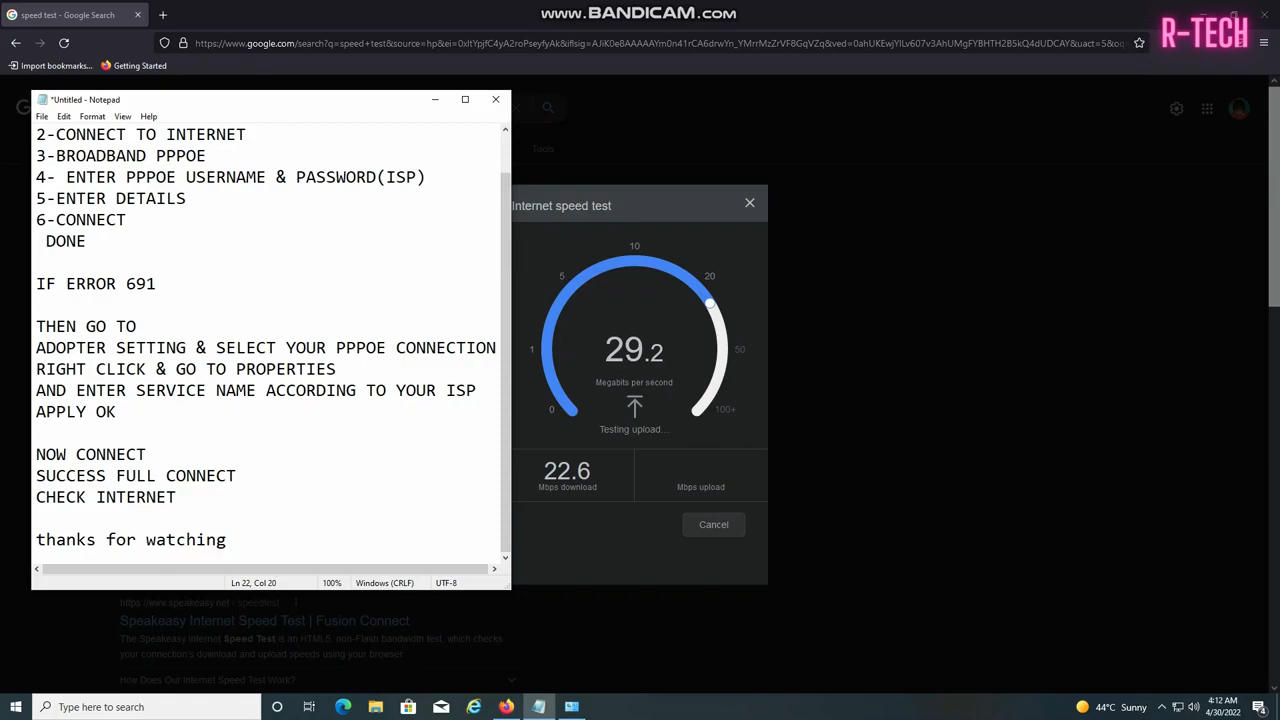 www.BANDICAM.com
speed test - Google Search
R-TECH
Import bookmarks...
Getting Started
*Untitled - Notepad
File Edit Format View Help
2-CONNECT TO INTERNET
3-BROADBAND PPPOE
4- ENTER PPPOE USERNAME & PASSWORD(ISP)
5-ENTER DETAILS
6-CONNECT
DONE
IF ERROR 691
THEN GO TO
ADOPTER SETTING & SELECT YOUR PPPOE CONNECTION
RIGHT CLICK & GO TO PROPERTIES
AND ENTER SERVICE NAME ACCORDING TO YOUR ISP
APPLY OK
NOW CONNECT
SUCCESS FULL CONNECT
CHECK INTERNET
thanks for watching
Ln 22, Col 20 100% Windows (CRLF) UTF-8
Tools
Internet speed test
0
1
5
10
20
50
100+
29.2
Megabits per second
Testing upload...
22.6
Mbps download
Mbps upload
Cancel
https://www.speakeasy.net › speedtest
Speakeasy Internet Speed Test | Fusion Connect
The Speakeasy Internet Speed Test is an HTML5, non-Flash bandwidth test, which checks
your connection's download and upload speeds using your browser.
How Does Our Internet Speed Test Work?
Type here to search
44°C Sunny
4:12 AM
4/30/2022